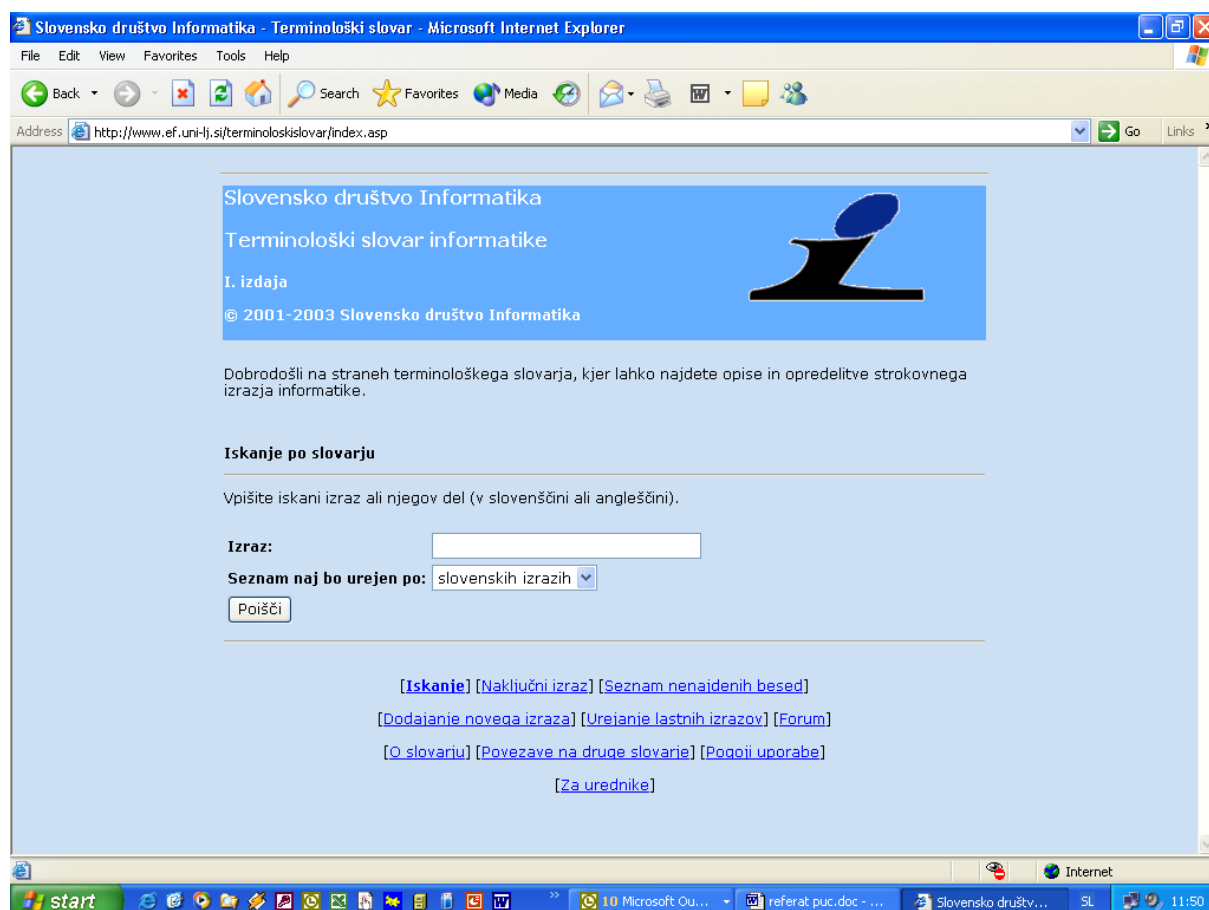 Slovensko društvo Informatika - Terminološki slovar - Microsoft Internet Explorer
File Edit View Favorites Tools Help
Back Search Favorites Media
Address http://www.ef.uni-lj.si/terminoloskislovar/index.asp Go Links
Slovensko društvo Informatika
Terminološki slovar informatike
I. izdaja
© 2001-2003 Slovensko društvo Informatika
Dobrodošli na straneh terminološkega slovarja, kjer lahko najdete opise in opredelitve strokovnega
izrazja informatike.
Iskanje po slovarju
Vpišite iskani izraz ali njegov del (v slovenščini ali angleščini).
Izraz:
Seznam naj bo urejen po: slovenskih izrazih
Poišči
[Iskanje] [Naključni izraz] [Seznam nenajdenih besed]
[Dodajanje novega izraza] [Urejanje lastnih izrazov] [Forum]
[O slovarju] [Povezave na druge slovarje] [Pogoji uporabe]
[Za urednike]
Internet
start 10 Microsoft Ou... referat puc.doc - ... Slovensko društv... SL 11:50